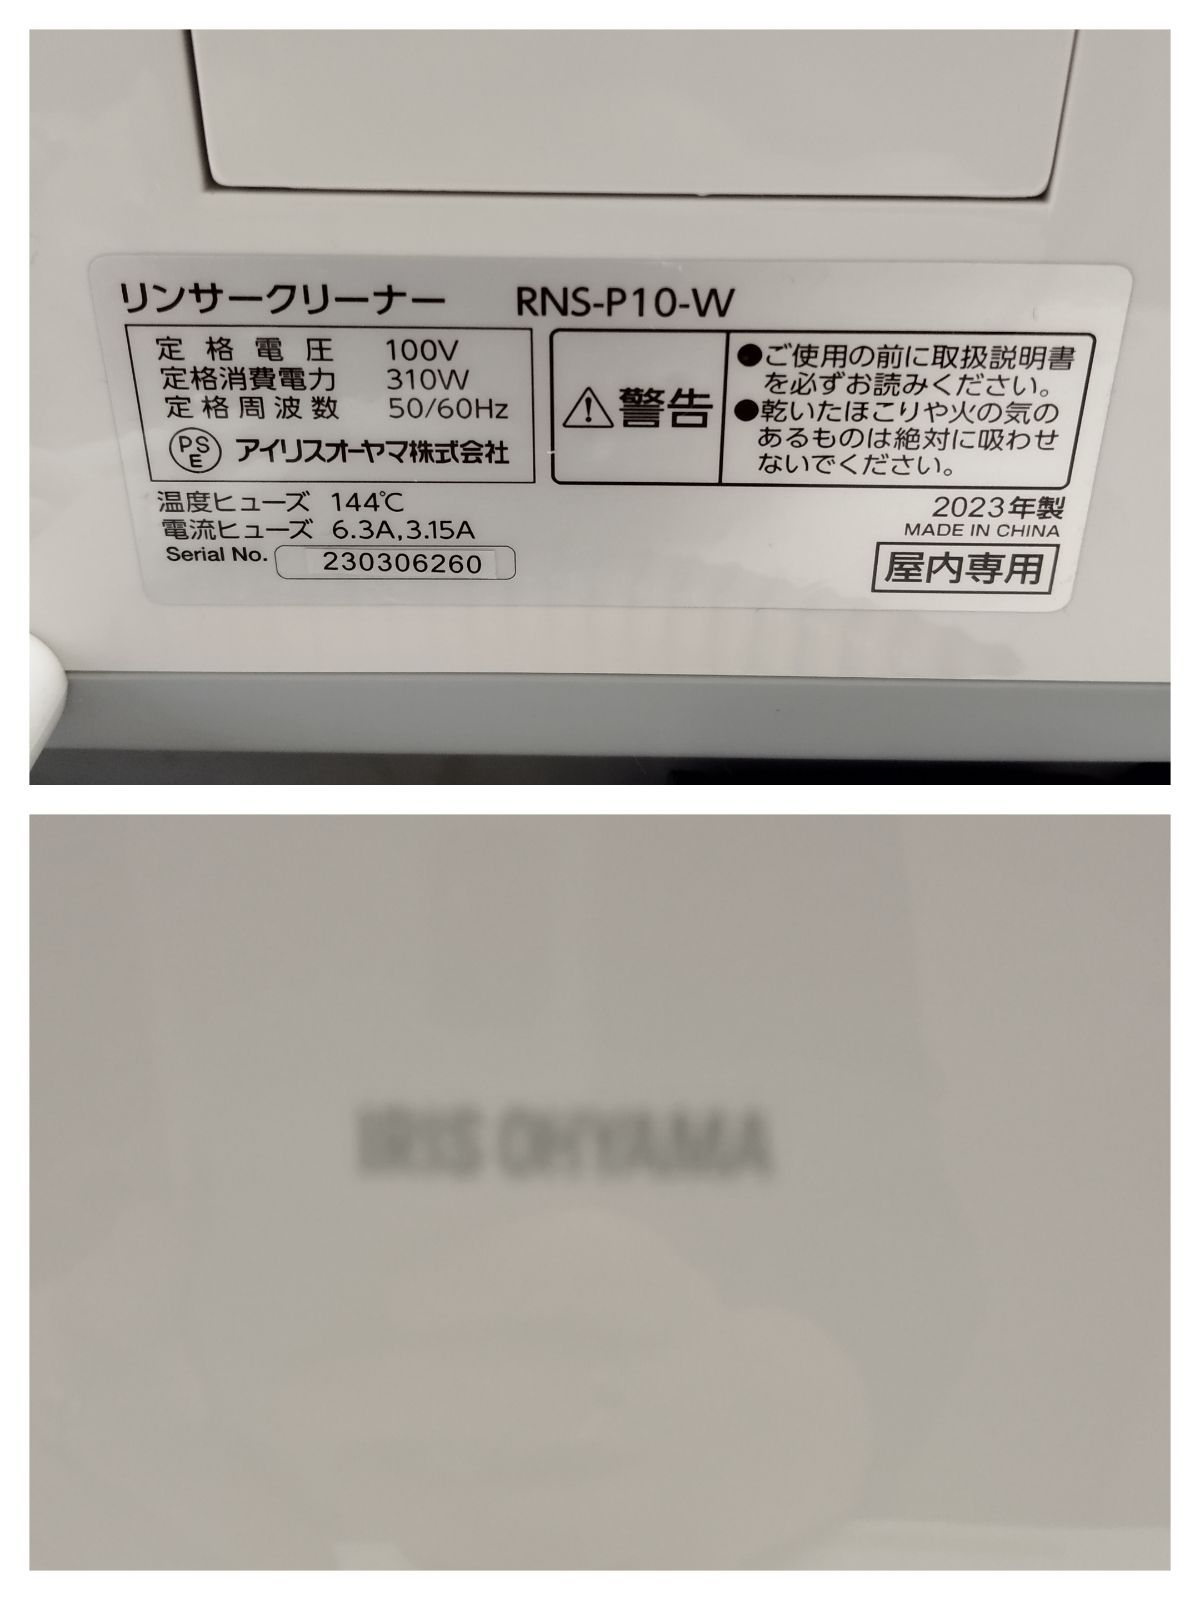 リンサークリーナー RNS-P10-W
定格電圧 100V
定格消費電力 310W
定格周波数 50/60Hz
PSE アイリスオーヤマ株式会社
温度ヒューズ 144℃
電流ヒューズ 6.3A,3.15A
Serial No. 230306260
⚠警告
●ご使用の前に取扱説明書
を必ずお読みください。
●乾いたほこりや火の気の
あるものは絶対に吸わせ
ないでください。
2023年製
MADE IN CHINA
屋内専用
IRIS OHYAMA